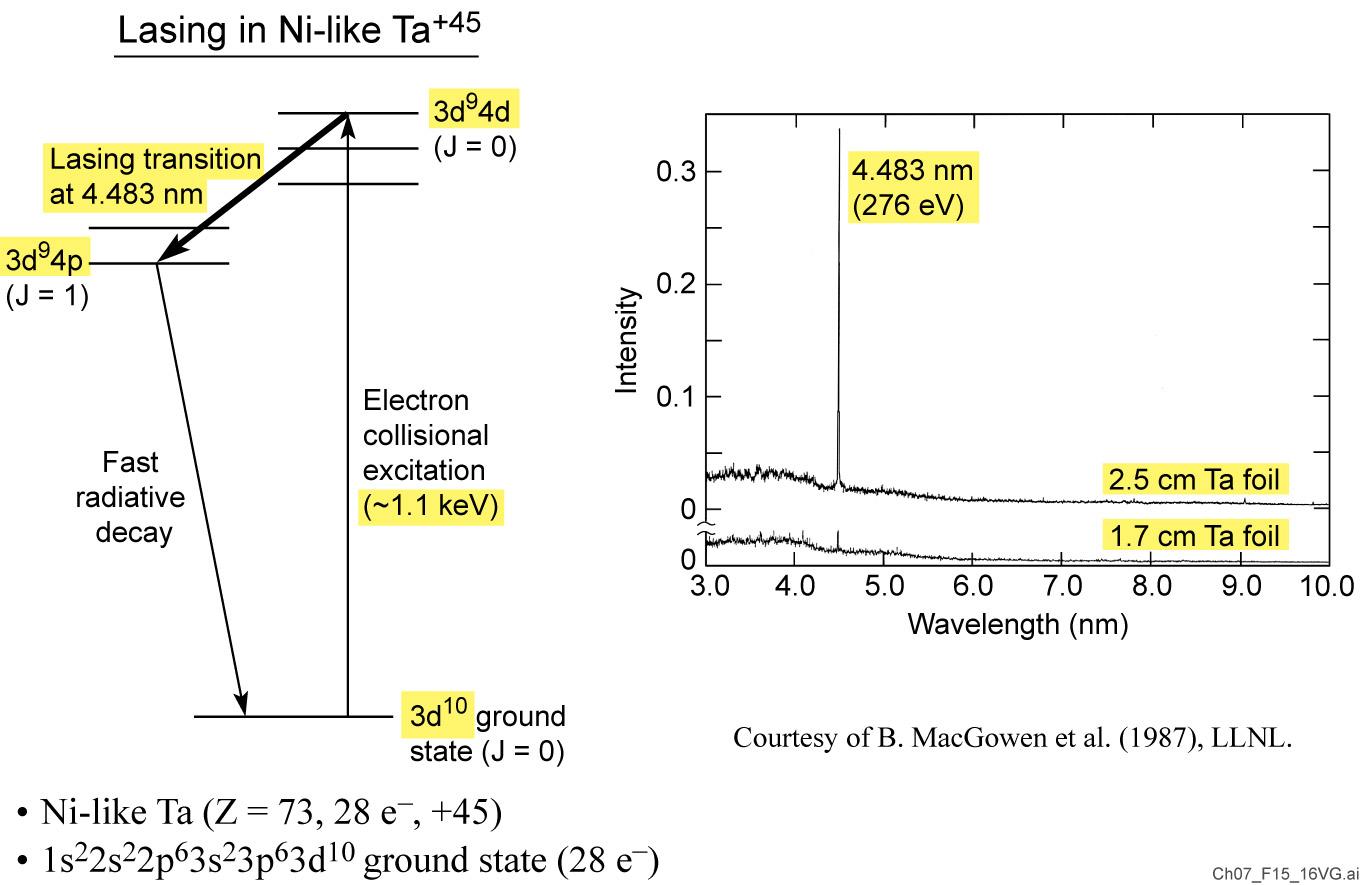 Lasing in Ni-like Ta+45
3d⁹4d
(J = 0)
Lasing transition
at 4.483 nm
3d⁹4p
(J = 1)
Electron
collisional
excitation
(~1.1 keV)
Fast
radiative
decay
3d¹⁰ ground
state (J = 0)
Intensity
0.3
0.2
0.1
0
0
4.483 nm
(276 eV)
2.5 cm Ta foil
1.7 cm Ta foil
3.0 4.0 5.0 6.0 7.0 8.0 9.0 10.0
Wavelength (nm)
Courtesy of B. MacGowen et al. (1987), LLNL.
• Ni-like Ta (Z = 73, 28 e⁻, +45)
• 1s²2s²2p⁶3s²3p⁶3d¹⁰ ground state (28 e⁻)
Ch07_F15_16VG.ai